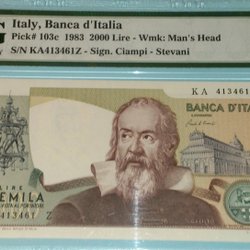 Italy, Banca d'Italia
Pick# 103c 1983 2000 Lire - Wmk: Man's Head
S/N KA413461Z - Sign. Ciampi - Stevani
KA
BANCA D'ITA
LIRE
EMILA
413461 Z